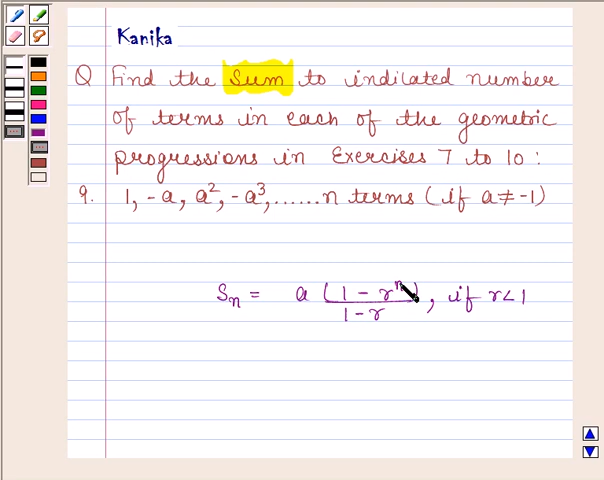 Kanika
Q Find the Sum to indicated number
of terms in each of the geometric
progressions in Exercises 7 to 10 :
9. 1, -a, a², -a³, ...... n terms ( if a ≠ -1 )
Sₙ = a ( 1 - rⁿ ) / 1 - r , if r < 1